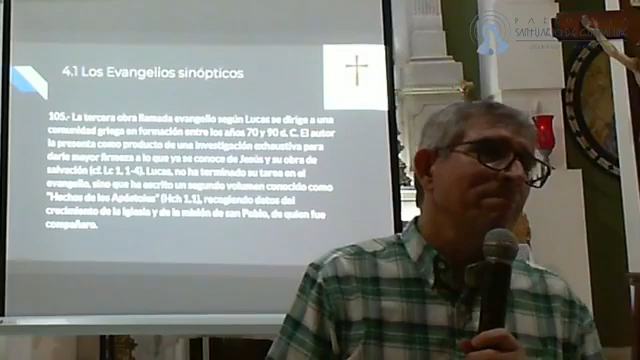 PARROQUIA
4.1 Los Evangelios sinópticos
105.- La tercera obra llamada evangelio según Lucas se dirige a una
comunidad griega en formación entre los años 70 y 90 d. C. El autor
la presenta como producto de una investigación exhaustiva para
darle mayor firmeza a lo que ya se conoce de Jesús y su obra de
salvación (cf. Lc 1, 1-4). Lucas, no ha terminado su tarea en el
evangelio, sino que ha escrito un segundo volumen conocido como
"Hechos de los Apóstoles" (Hch 1,1), recogiendo datos del
crecimiento de la Iglesia y de la misión de san Pablo, de quien fue
compañero.